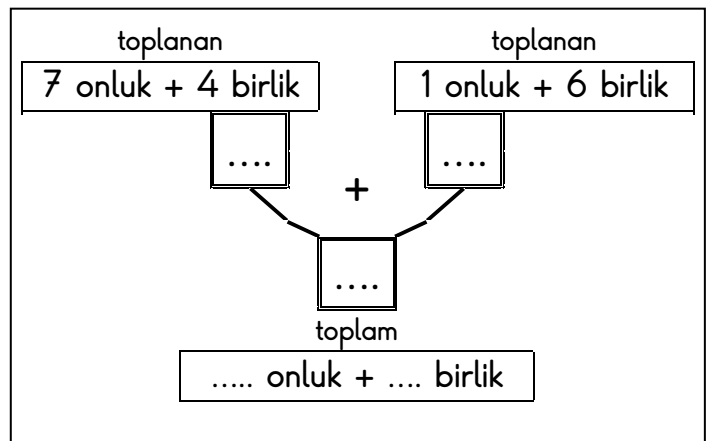 toplanan toplanan
7 onluk + 4 birlik 1 onluk + 6 birlik
.... ....
+
....
toplam
..... onluk + .... birlik